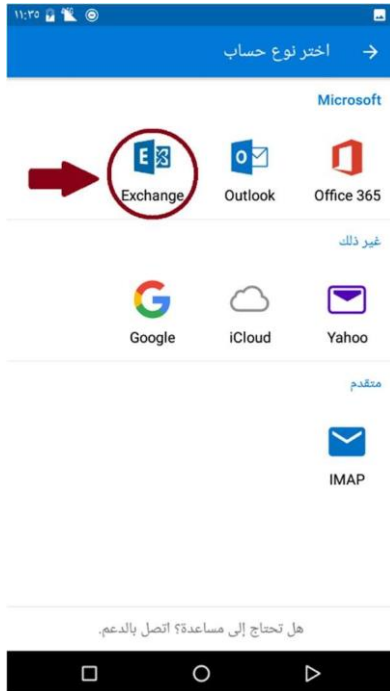 ١١:٣٥
اختر نوع حساب
Microsoft
Office 365
Outlook
Exchange
غير ذلك
Yahoo
iCloud
Google
متقدم
IMAP
هل تحتاج إلى مساعدة؟ اتصل بالدعم.